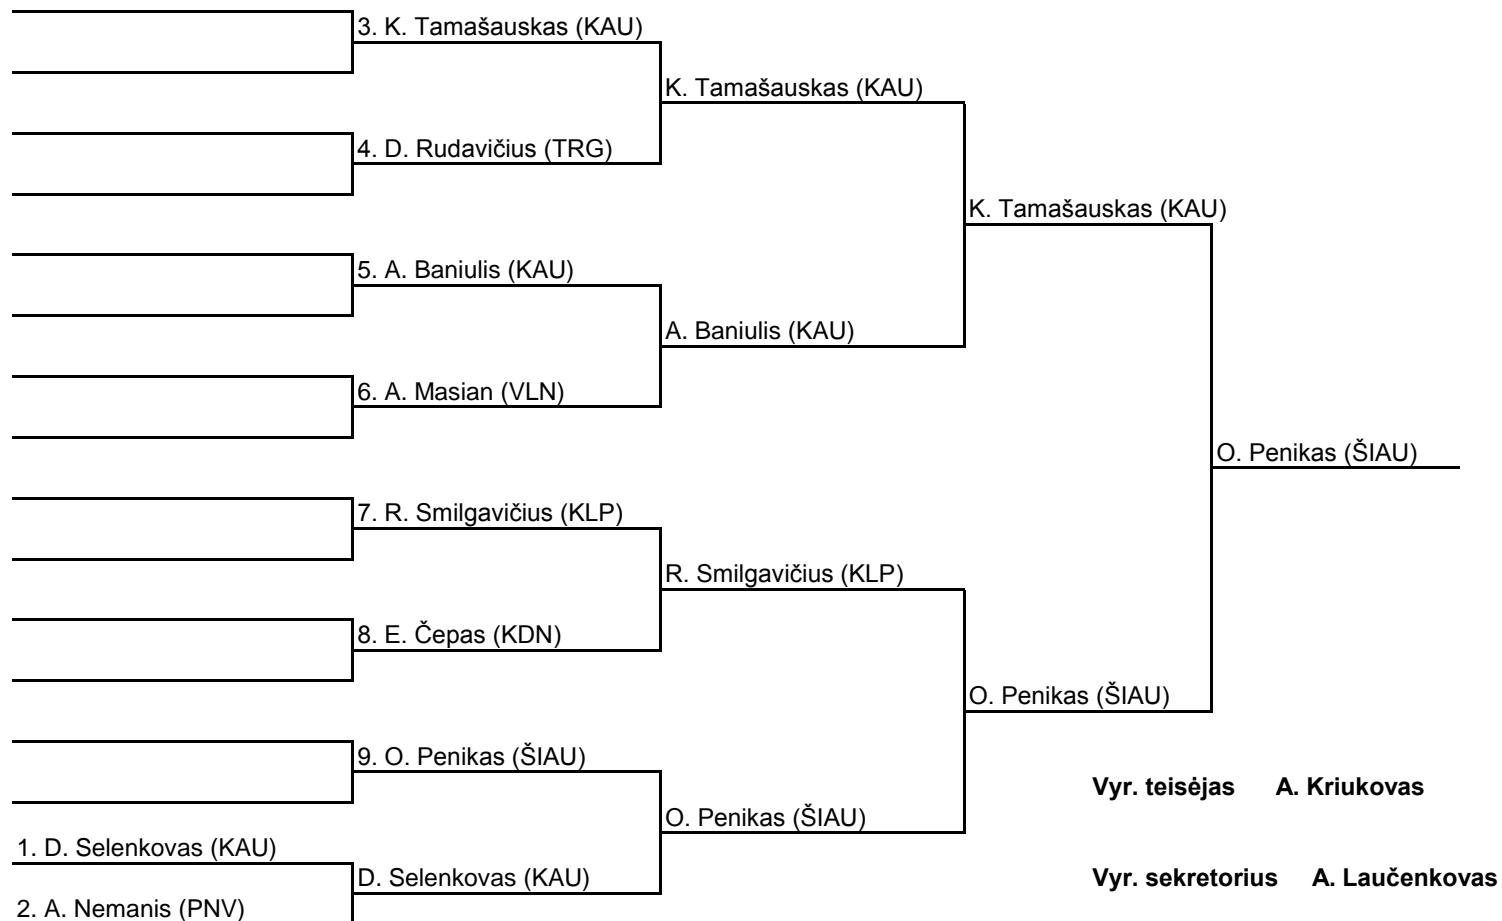 3. K. Tamašauskas (KAU)
K. Tamašauskas (KAU)
4. D. Rudavičius (TRG)
K. Tamašauskas (KAU)
5. A. Baniulis (KAU)
A. Baniulis (KAU)
6. A. Masian (VLN)
O. Penikas (ŠIAU)
7. R. Smilgavičius (KLP)
R. Smilgavičius (KLP)
8. E. Čepas (KDN)
O. Penikas (ŠIAU)
9. O. Penikas (ŠIAU)
Vyr. teisėjas A. Kriukovas
O. Penikas (ŠIAU)
1. D. Selenkovas (KAU)
D. Selenkovas (KAU)
Vyr. sekretorius A. Laučenkovas
2. A. Nemanis (PNV)